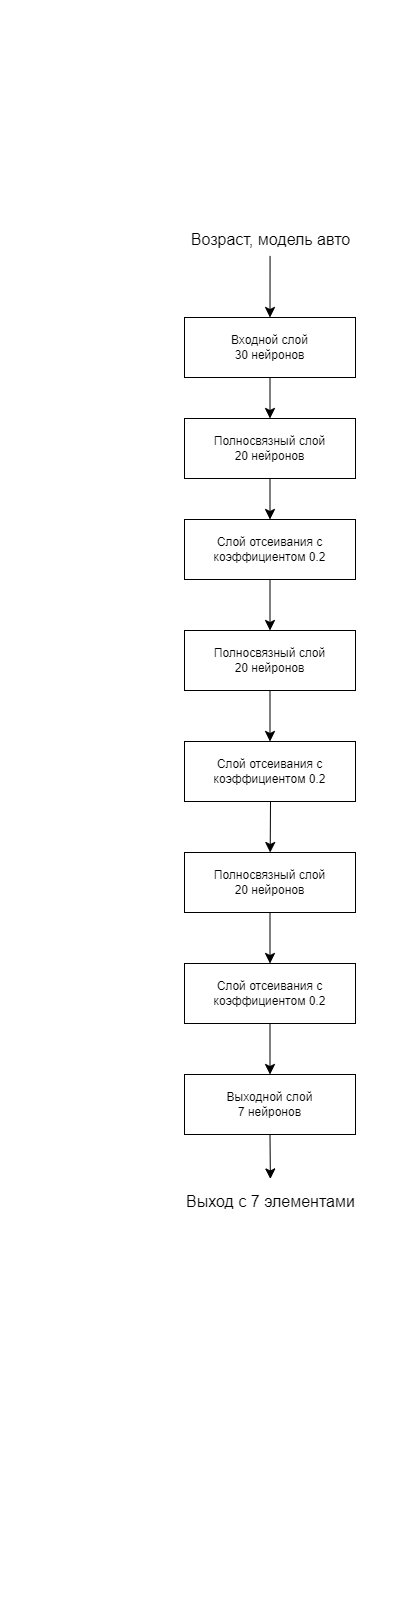 Возраст, модель авто
Входной слой
30 нейронов
Полносвязный слой
20 нейронов
Слой отсеивания с
коэффициентом 0.2
Полносвязный слой
20 нейронов
Слой отсеивания с
коэффициентом 0.2
Полносвязный слой
20 нейронов
Слой отсеивания с
коэффициентом 0.2
Выходной слой
7 нейронов
Выход с 7 элементами